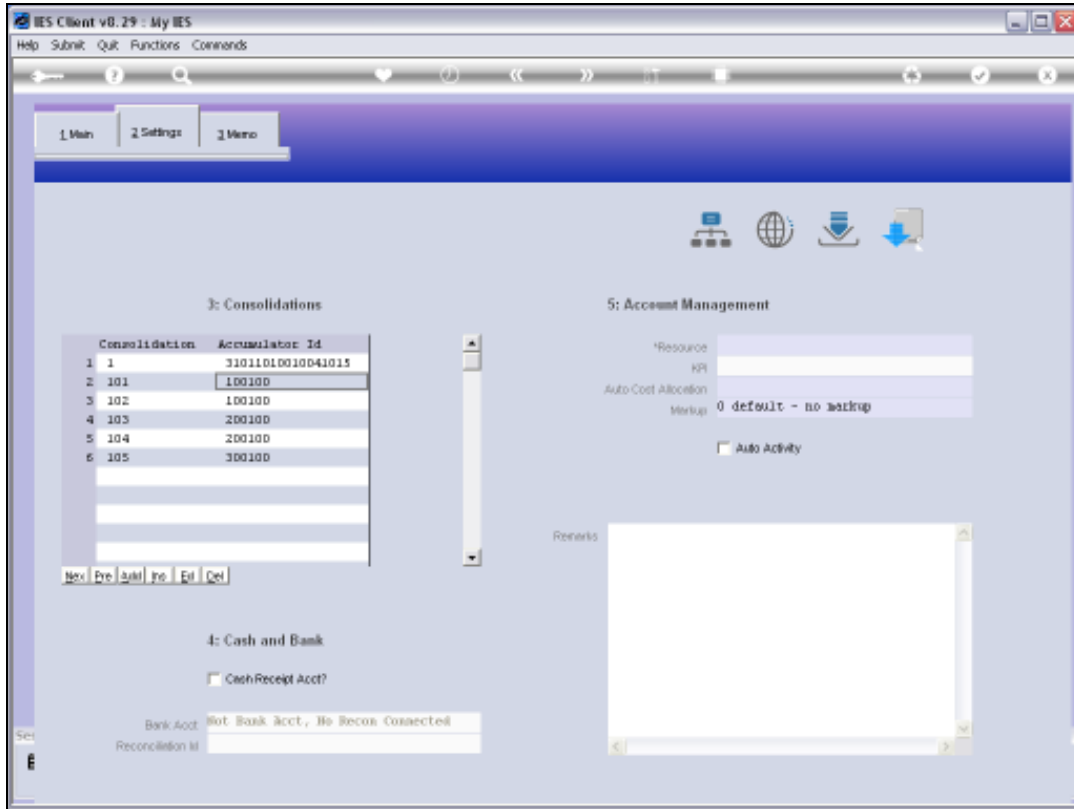 IES Client v8.29 : My IES
Help Submit Quit Functions Commands
1 Main 2 Settings 3 Memo
3: Consolidations
5: Account Management
Consolidation Accumulator Id
1 1 31011010010041015
2 101 100100
3 102 100100
4 103 200100
5 104 200100
6 105 300100
*Resource
KPI
Auto Cost Allocation
Markup 0 default - no markup
Auto Activity
Remarks
Nex Pre Add Ins Ed Del
4: Cash and Bank
Cash Receipt Acct?
Bank Acct Not Bank Acct, No Recon Connected
Reconciliation Id